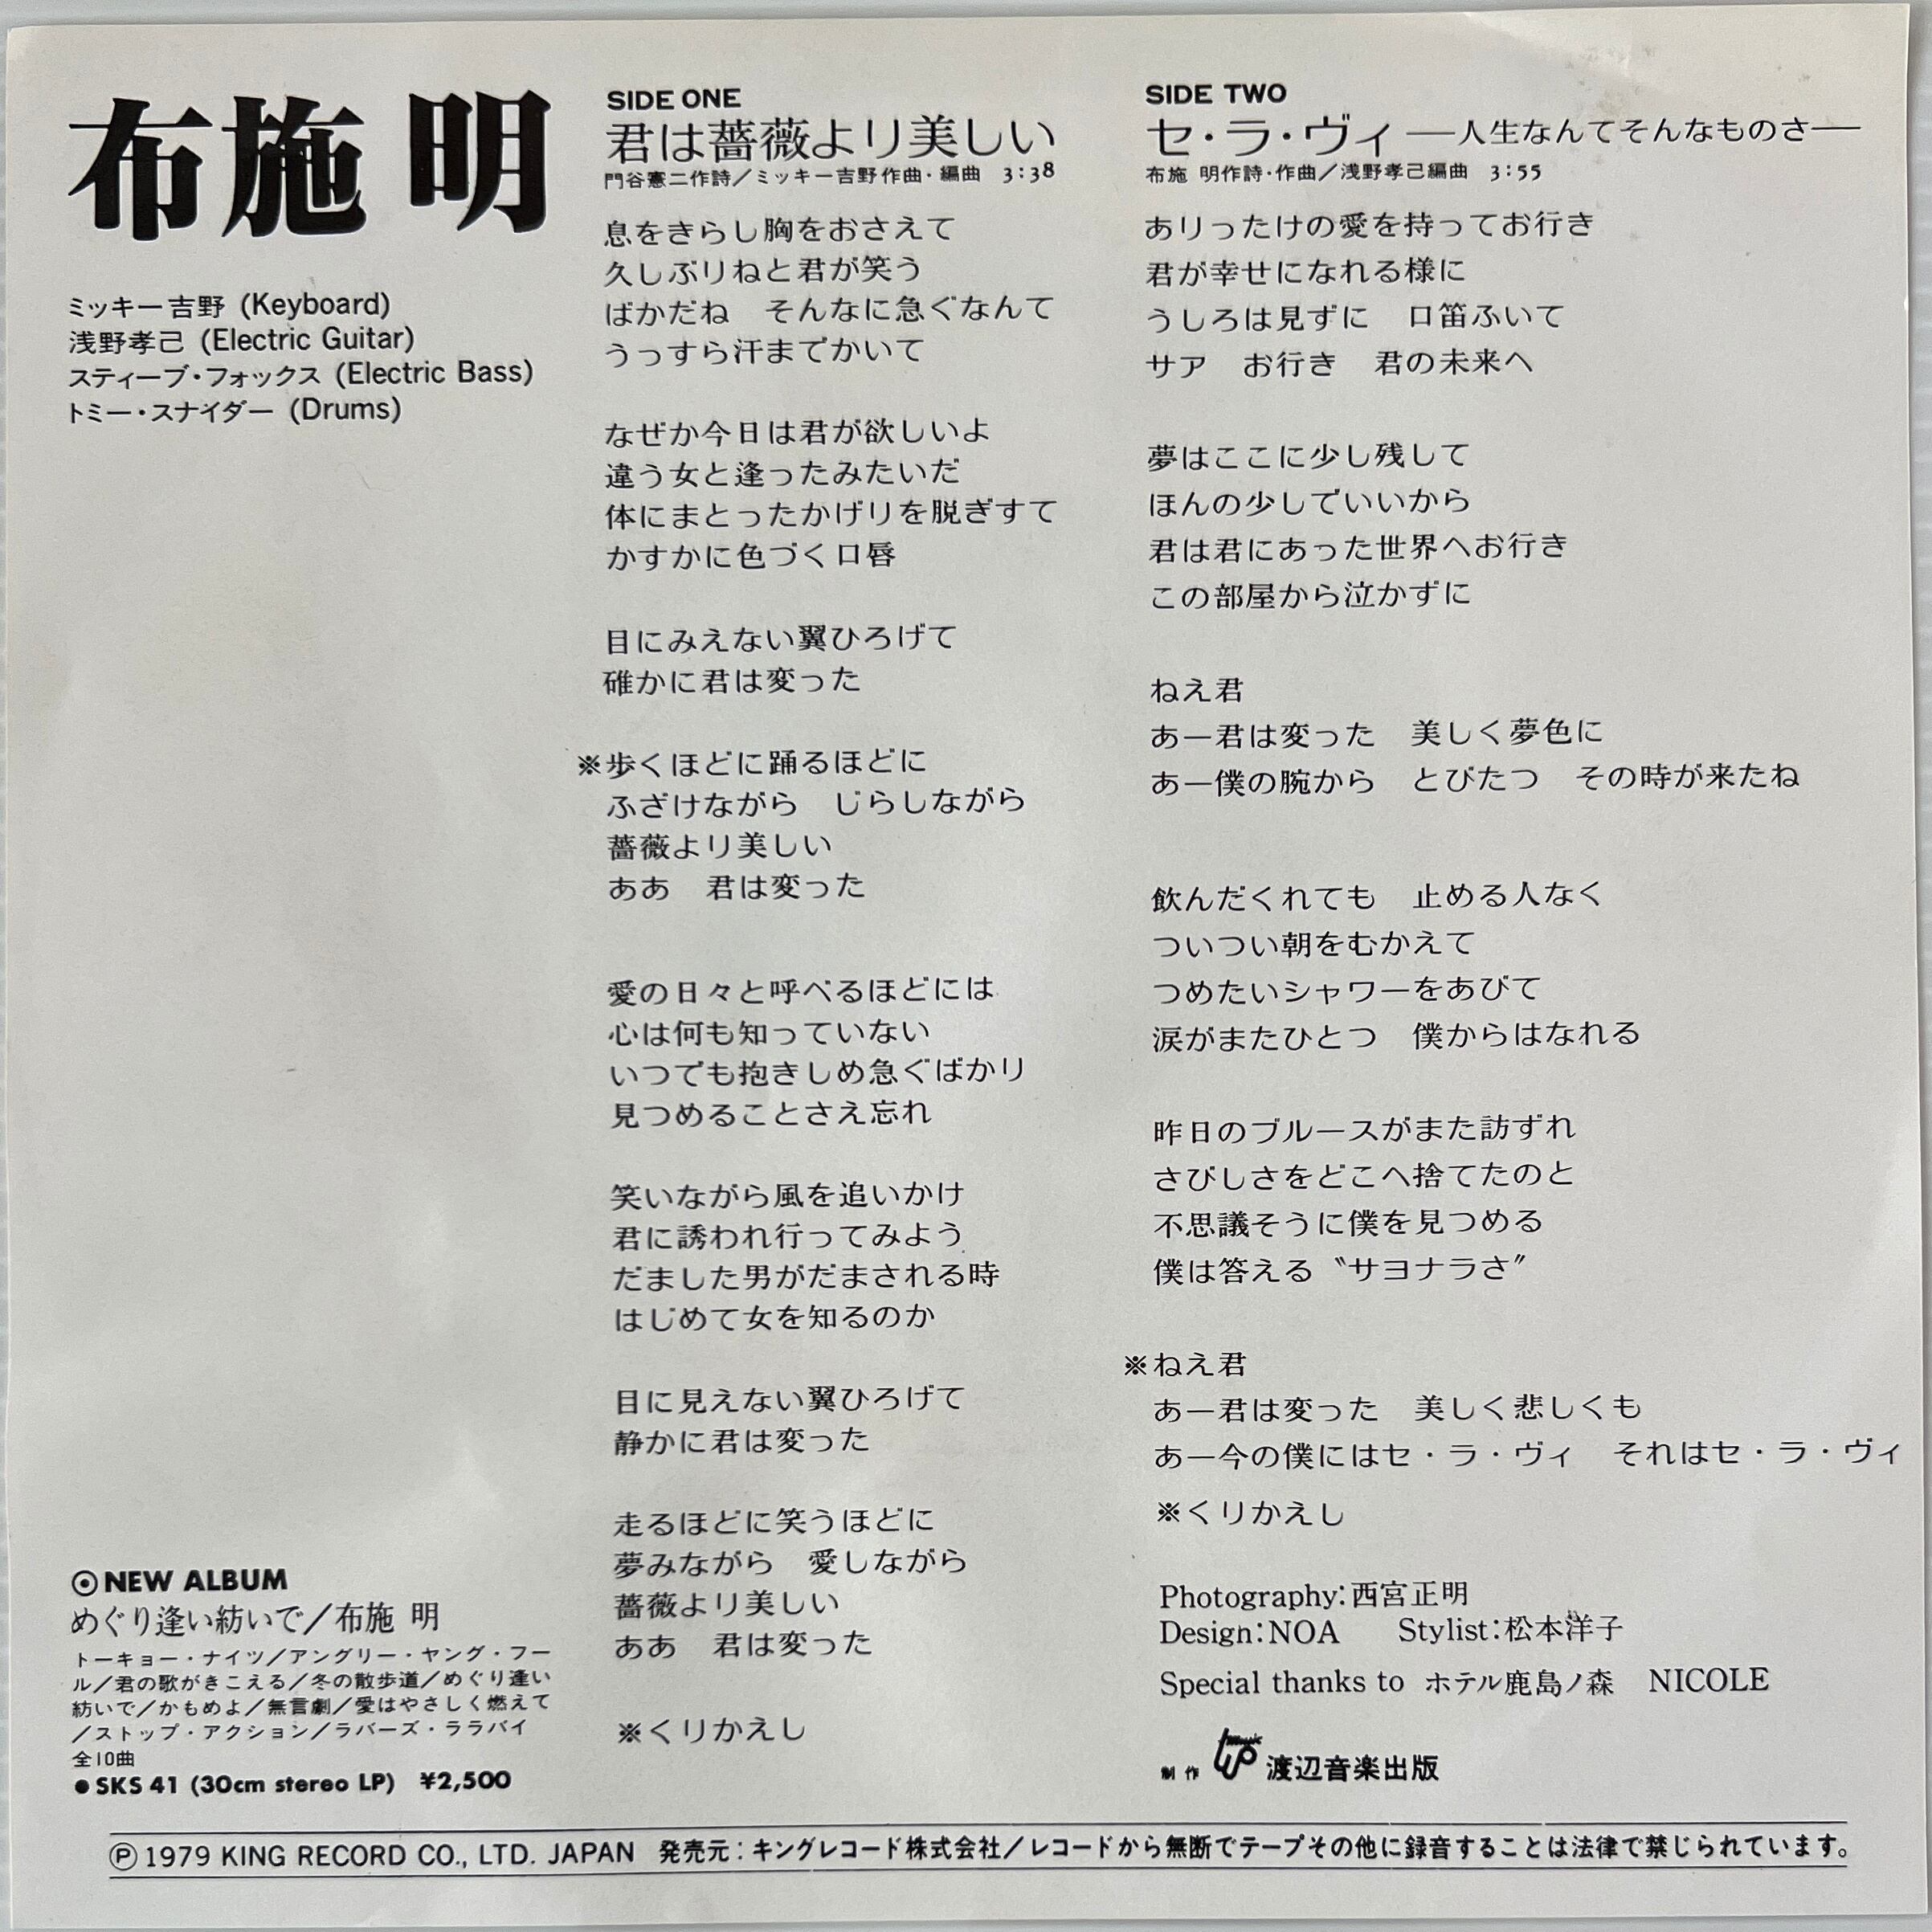 布施 明
ミッキー吉野 (Keyboard)
浅野孝己 (Electric Guitar)
スティーブ・フォックス (Electric Bass)
トミー・スナイダー (Drums)
◉NEW ALBUM
めぐり逢い紡いで／布施 明
トーキョー・ナイツ／アングリー・ヤング・フー
ル／君の歌がきこえる／冬の散歩道／めぐり逢い
紡いで／かもめよ／無言劇／愛はやさしく燃えて
／ストップ・アクション／ラバーズ・ララバイ
全10曲
●SKS 41 (30cm stereo LP) ¥2,500
SIDE ONE
君は薔薇より美しい
門谷憲二作詩／ミッキー吉野作曲・編曲 3:38
息をきらし胸をおさえて
久しぶりねと君が笑う
ばかだね　そんなに急ぐなんて
うっすら汗までかいて
なぜか今日は君が欲しいよ
違う女と逢ったみたいだ
体にまとったかげりを脱ぎすて
かすかに色づく口唇
目にみえない翼ひろげて
確かに君は変った
※歩くほどに踊るほどに
ふざけながら　じらしながら
薔薇より美しい
ああ　君は変った
愛の日々と呼べるほどには
心は何も知っていない
いつでも抱きしめ急ぐばかり
見つめることさえ忘れ
笑いながら風を追いかけ
君に誘われ行ってみよう
だました男がだまされる時
はじめて女を知るのか
目に見えない翼ひろげて
静かに君は変った
走るほどに笑うほどに
夢みながら　愛しながら
薔薇より美しい
ああ　君は変った
※くりかえし
SIDE TWO
セ・ラ・ヴィ ―人生なんてそんなものさ―
布施 明作詩・作曲／浅野孝己編曲 3:55
ありったけの愛を持ってお行き
君が幸せになれる様に
うしろは見ずに　口笛ふいて
サア　お行き　君の未来へ
夢はここに少し残して
ほんの少しでいいから
君は君にあった世界へお行き
この部屋から泣かずに
ねえ君
あー君は変った　美しく夢色に
あー僕の腕から　とびたつ　その時が来たね
飲んだくれても　止める人なく
ついつい朝をむかえて
つめたいシャワーをあびて
涙がまたひとつ　僕からはなれる
昨日のブルースがまた訪ずれ
さびしさをどこへ捨てたのと
不思議そうに僕を見つめる
僕は答える〝サヨナラさ〞
※ねえ君
あー君は変った　美しく悲しくも
あー今の僕にはセ・ラ・ヴィ　それはセ・ラ・ヴィ
※くりかえし
Photography:西宮正明
Design:NOA　Stylist:松本洋子
Special thanks to ホテル鹿島ノ森　NICOLE
制作 music 渡辺音楽出版
Ⓟ1979 KING RECORD CO., LTD. JAPAN 発売元：キングレコード株式会社／レコードから無断でテープその他に録音することは法律で禁じられています。